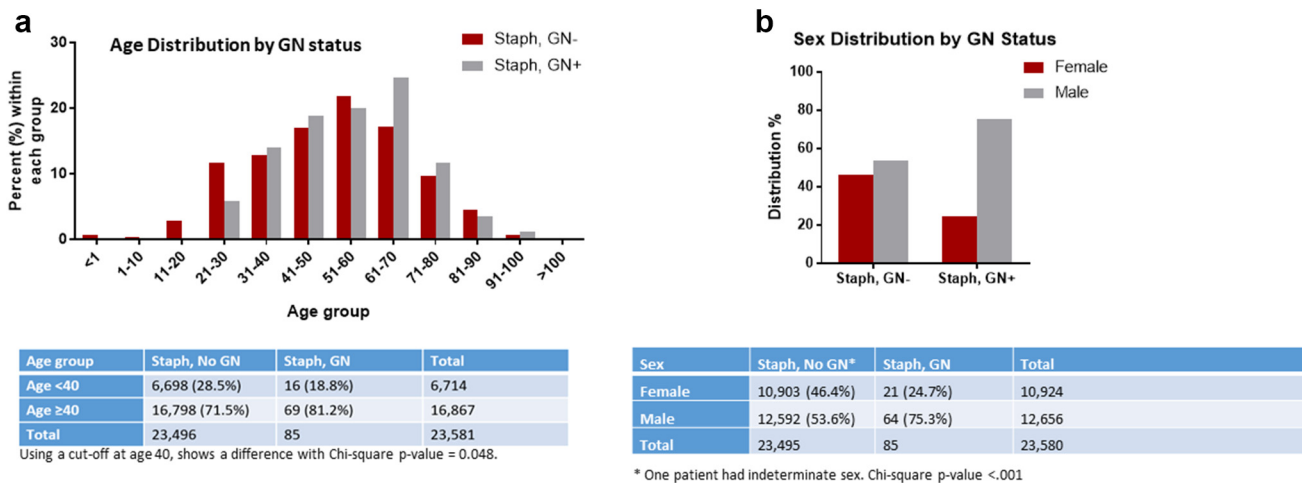 a
Age Distribution by GN status
Staph, GN-
Staph, GN+
Percent (%) within
each group
30
20
10
0
<1
1-10
11-20
21-30
31-40
41-50
51-60
61-70
71-80
81-90
91-100
>100
Age group
Age group Staph, No GN Staph, GN Total
Age <40 6,698 (28.5%) 16 (18.8%) 6,714
Age ≥40 16,798 (71.5%) 69 (81.2%) 16,867
Total 23,496 85 23,581
Using a cut-off at age 40, shows a difference with Chi-square p-value = 0.048.
b
Sex Distribution by GN Status
Female
Male
Distribution %
100
80
60
40
20
0
Staph, GN-
Staph, GN+
Sex Staph, No GN* Staph, GN Total
Female 10,903 (46.4%) 21 (24.7%) 10,924
Male 12,592 (53.6%) 64 (75.3%) 12,656
Total 23,495 85 23,580
* One patient had indeterminate sex. Chi-square p-value <.001